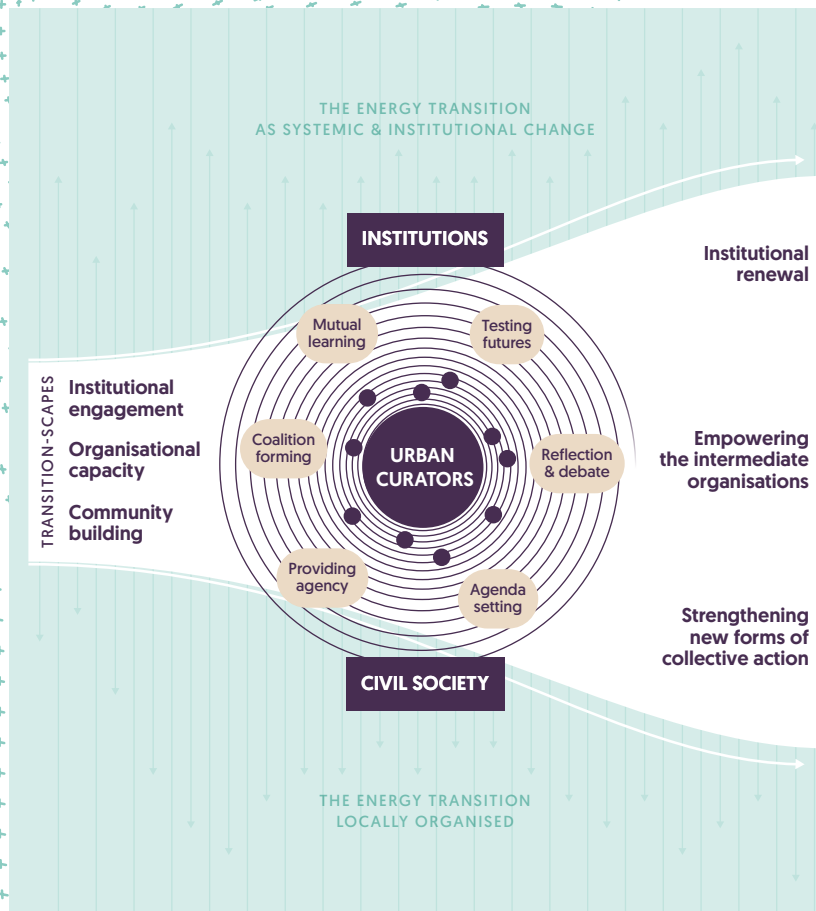 THE ENERGY TRANSITION
AS SYSTEMIC & INSTITUTIONAL CHANGE
INSTITUTIONS
Institutional
renewal
Mutual
learning
Testing
futures
TRANSITION-SCAPES
Institutional
engagement
Organisational
capacity
Community
building
Coalition
forming
URBAN
CURATORS
Reflection
& debate
Empowering
the intermediate
organisations
Providing
agency
Agenda
setting
Strengthening
new forms of
collective action
CIVIL SOCIETY
THE ENERGY TRANSITION
LOCALLY ORGANISED